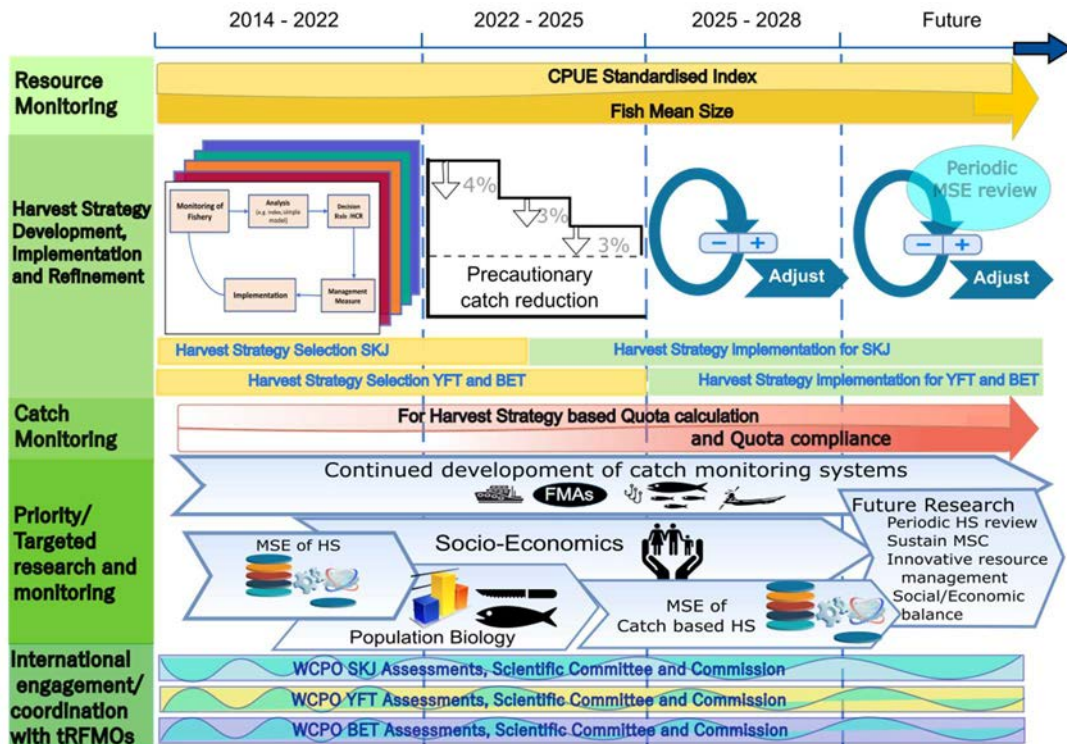 2014 - 2022
2022 - 2025
2025 - 2028
Future
Resource
Monitoring
CPUE Standardised Index
Fish Mean Size
Harvest Strategy
Development,
Implementation
and Refinement
Monitoring of
Fishery
Analysis
(e.g. index/simple
model)
Decision
Rule /HCR
Implementation
Management
Measure
4%
3%
3%
Precautionary
catch reduction
- +
Adjust
Periodic
MSE review
- +
Adjust
Harvest Strategy Selection SKJ
Harvest Strategy Implementation for SKJ
Harvest Strategy Selection YFT and BET
Harvest Strategy Implementation for YFT and BET
Catch
Monitoring
For Harvest Strategy based Quota calculation
and Quota compliance
Priority/
Targeted
research and
monitoring
Continued developoment of catch monitoring systems
FMAs
MSE of HS
Socio-Economics
Population Biology
MSE of
Catch based HS
Future Research
Periodic HS review
Sustain MSC
Innovative resource
management
Social/Economic
balance
International
engagement/
coordination
with tRFMOs
WCPO SKJ Assessments, Scientific Committee and Commission
WCPO YFT Assessments, Scientific Committee and Commission
WCPO BET Assessments, Scientific Committee and Commission